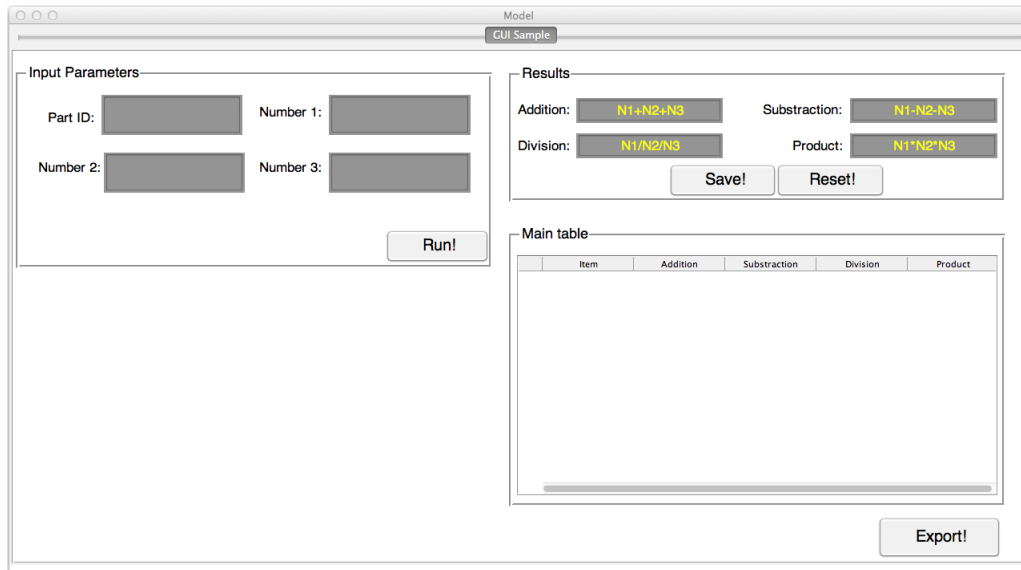 Model
GUI Sample
Input Parameters
Part ID:
Number 1:
Number 2:
Number 3:
Run!
Results
Addition: N1+N2+N3 Substraction: N1-N2-N3
Division: N1/N2/N3 Product: N1*N2*N3
Save! Reset!
Main table
Item Addition Substraction Division Product
Export!